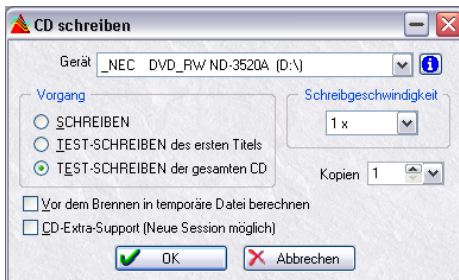 CD schreiben
Gerät _NEC DVD_RW ND-3520A (D:\)
Vorgang
SCHREIBEN
TEST-SCHREIBEN des ersten Titels
TEST-SCHREIBEN der gesamten CD
Schreibgeschwindigkeit
1 x
Kopien 1
Vor dem Brennen in temporäre Datei berechnen
CD-Extra-Support (Neue Session möglich)
OK Abbrechen